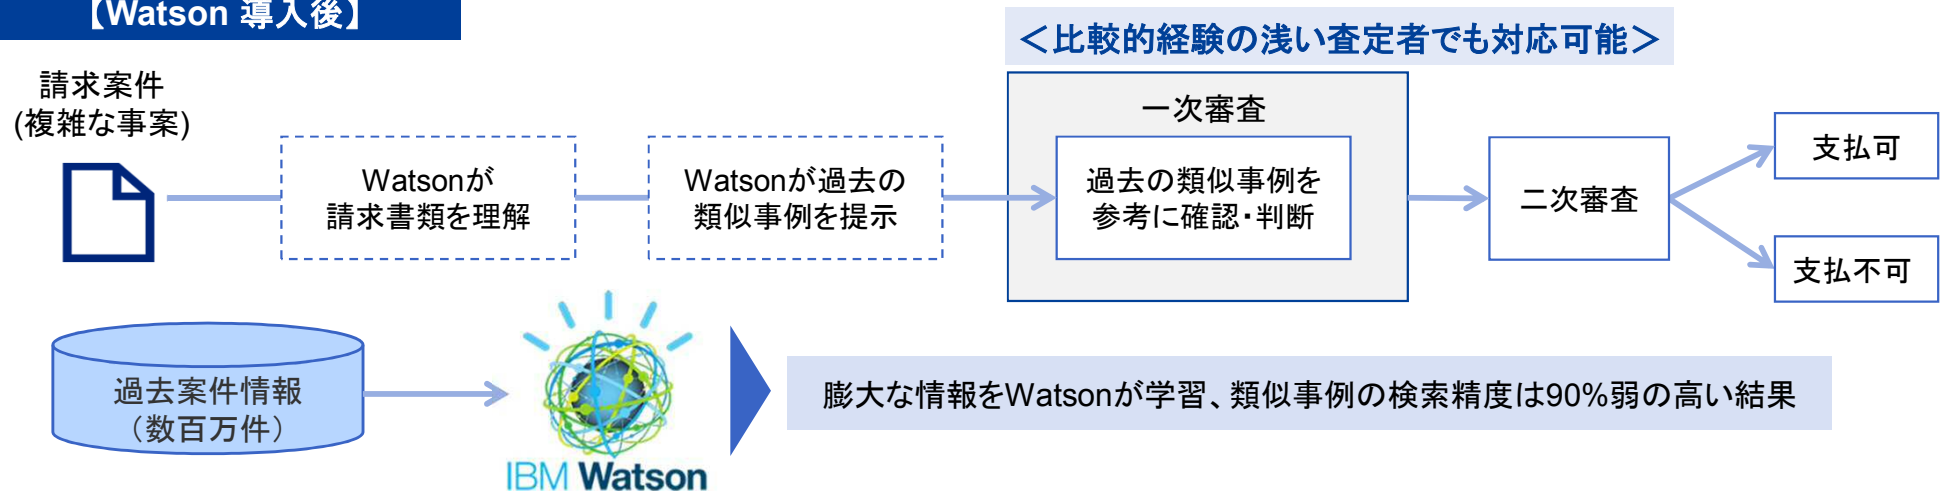 【Watson 導入後】
＜比較的経験の浅い査定者でも対応可能＞
請求案件
(複雑な事案)
Watsonが
請求書類を理解
Watsonが過去の
類似事例を提示
一次審査
過去の類似事例を
参考に確認・判断
二次審査
支払可
支払不可
過去案件情報
（数百万件）
IBM Watson
膨大な情報をWatsonが学習、類似事例の検索精度は90%弱の高い結果